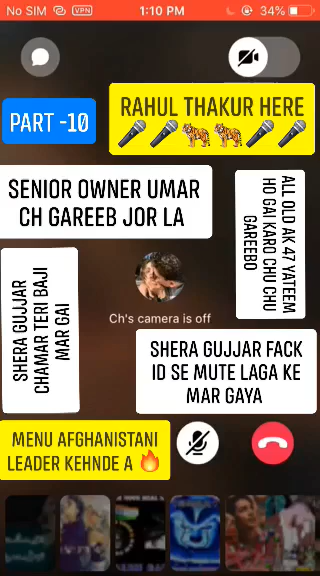 No SIM VPN 1:10 PM 34%
PART -10
RAHUL THAKUR HERE
🎤🎤🐅🐅🎤🎤
SENIOR OWNER UMAR
CH GAREEB JOR LA
ALL OLD AK 47 YATEEM
HO GAI KARO CHU CHU
GAREEBO
SHERA GUJJAR
CHAMAR TERI BAJI
MAR GAI
Ch's camera is off
SHERA GUJJAR FACK
ID SE MUTE LAGA KE
MAR GAYA
MENU AFGHANISTANI
LEADER KEHNDE A 🔥